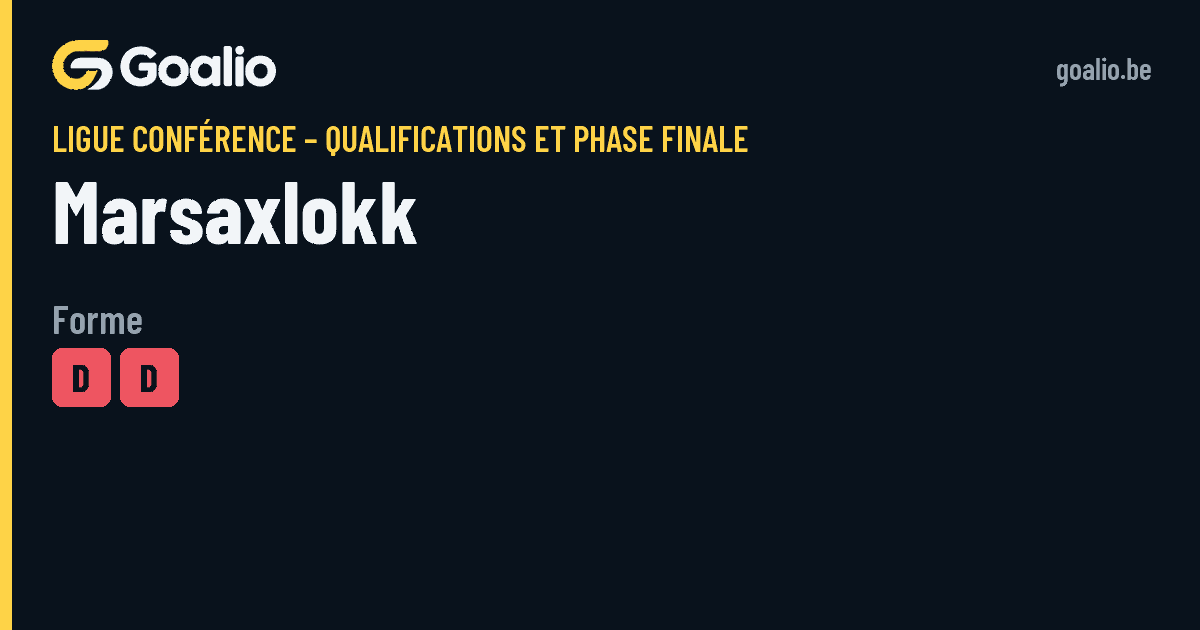 Goalio
goalio.be
LIGUE CONFÉRENCE – QUALIFICATIONS ET PHASE FINALE
Marsaxlokk
Forme
D D